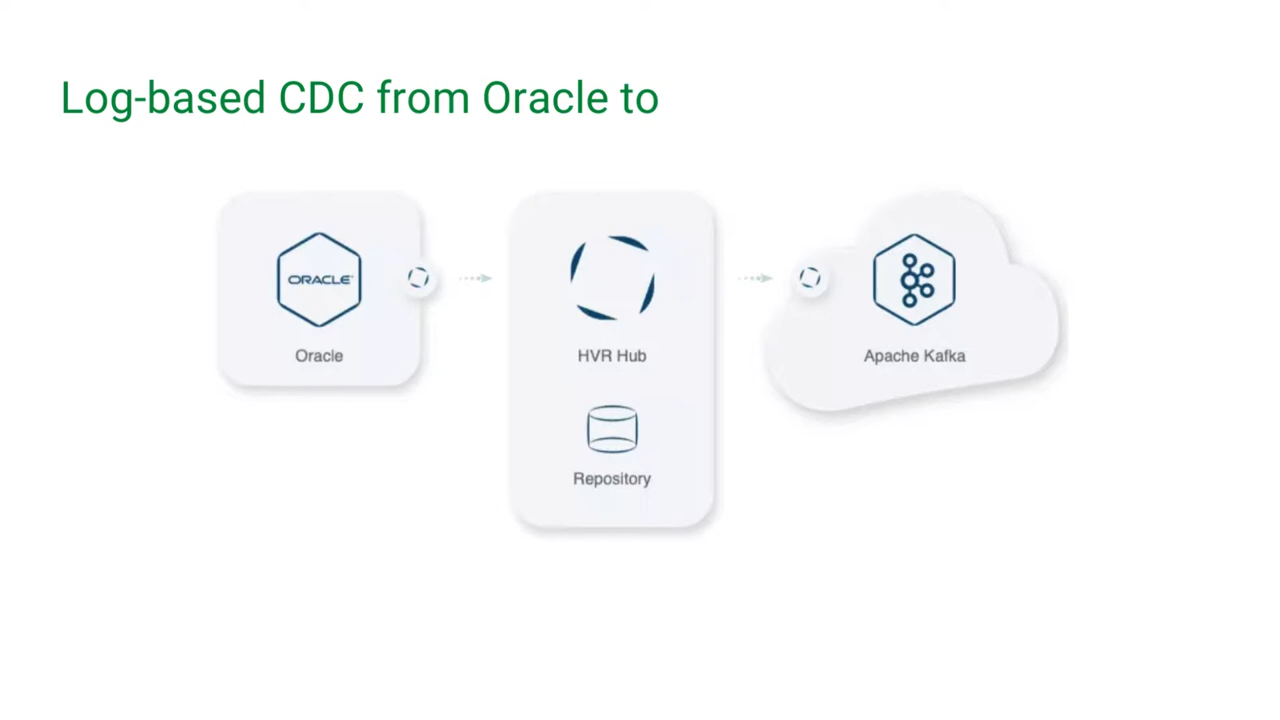 Log-based CDC from Oracle to
ORACLE
Oracle
HVR Hub
Apache Kafka
Repository